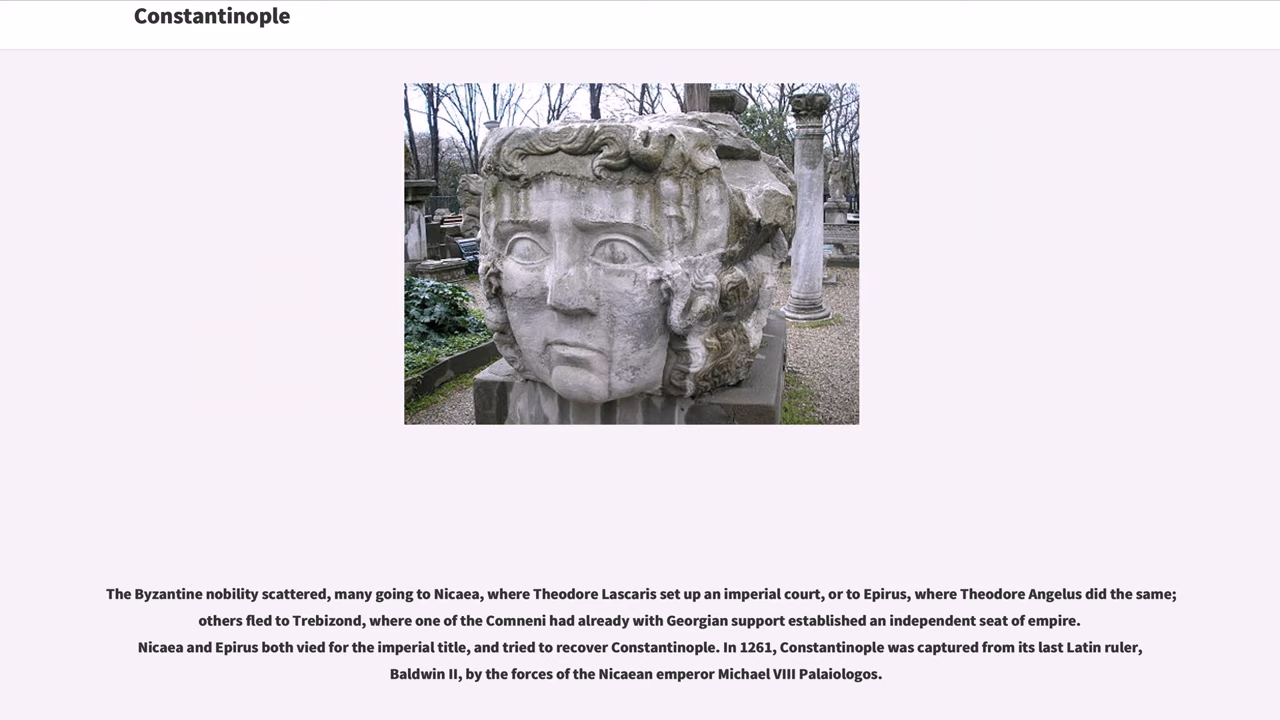 Constantinople
The Byzantine nobility scattered, many going to Nicaea, where Theodore Lascaris set up an imperial court, or to Epirus, where Theodore Angelus did the same;
others fled to Trebizond, where one of the Comneni had already with Georgian support established an independent seat of empire.
Nicaea and Epirus both vied for the imperial title, and tried to recover Constantinople. In 1261, Constantinople was captured from its last Latin ruler,
Baldwin II, by the forces of the Nicaean emperor Michael VIII Palaiologos.